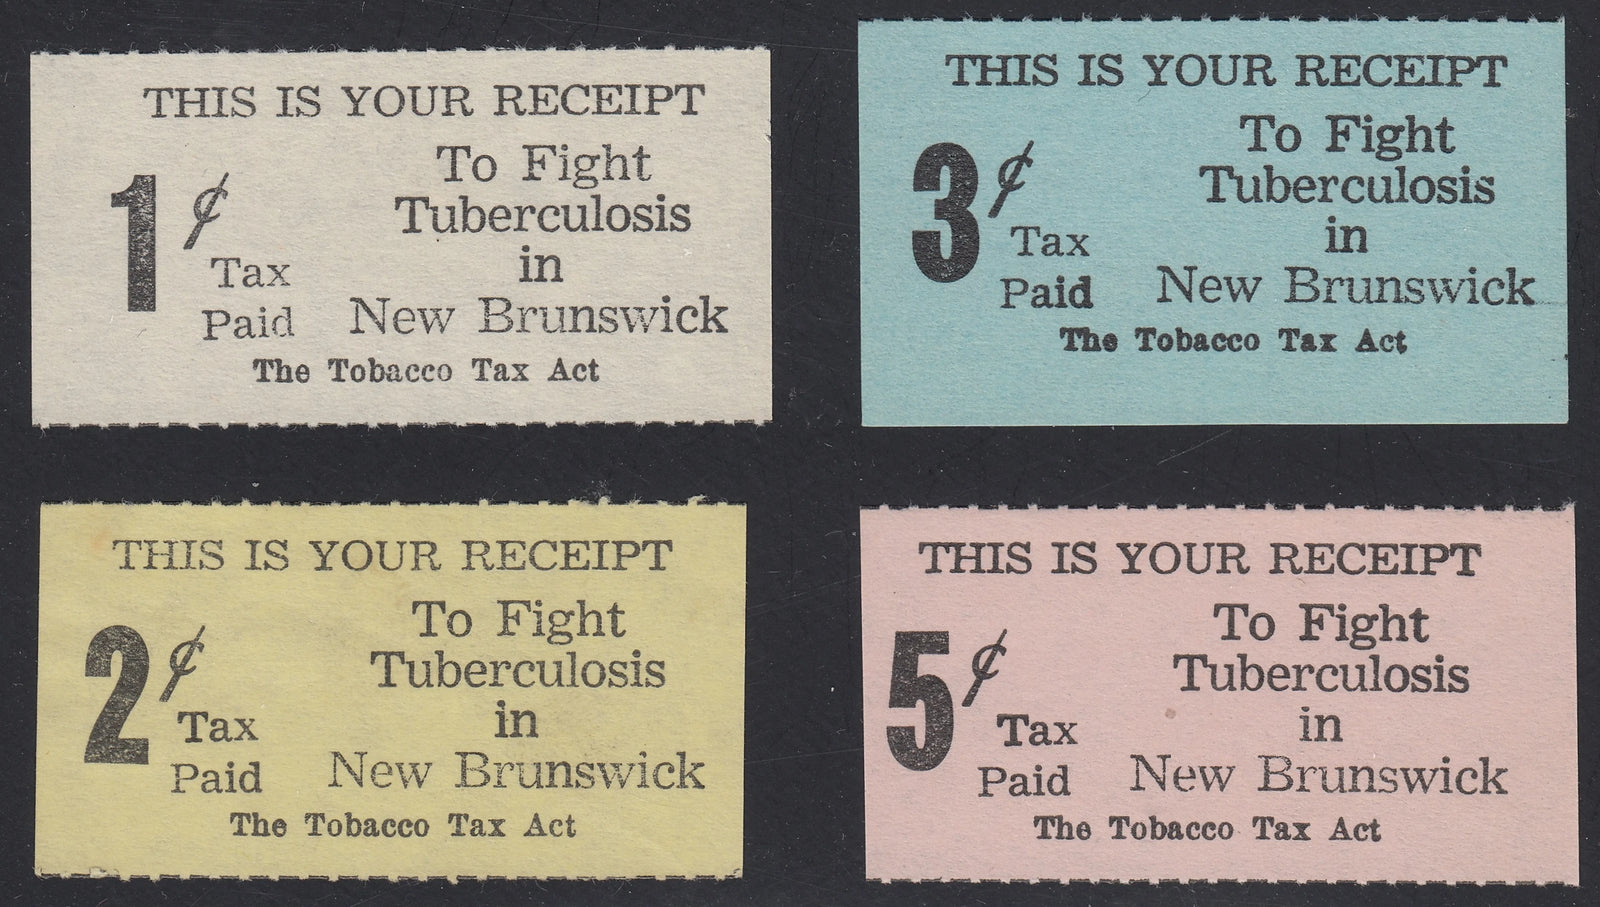 THIS IS YOUR RECEIPT
1¢
Tax
Paid
To Fight
Tuberculosis
in
New Brunswick
The Tobacco Tax Act
THIS IS YOUR RECEIPT
3¢
Tax
Paid
To Fight
Tuberculosis
in
New Brunswick
The Tobacco Tax Act
THIS IS YOUR RECEIPT
2¢
Tax
Paid
To Fight
Tuberculosis
in
New Brunswick
The Tobacco Tax Act
THIS IS YOUR RECEIPT
5¢
Tax
Paid
To Fight
Tuberculosis
in
New Brunswick
The Tobacco Tax Act